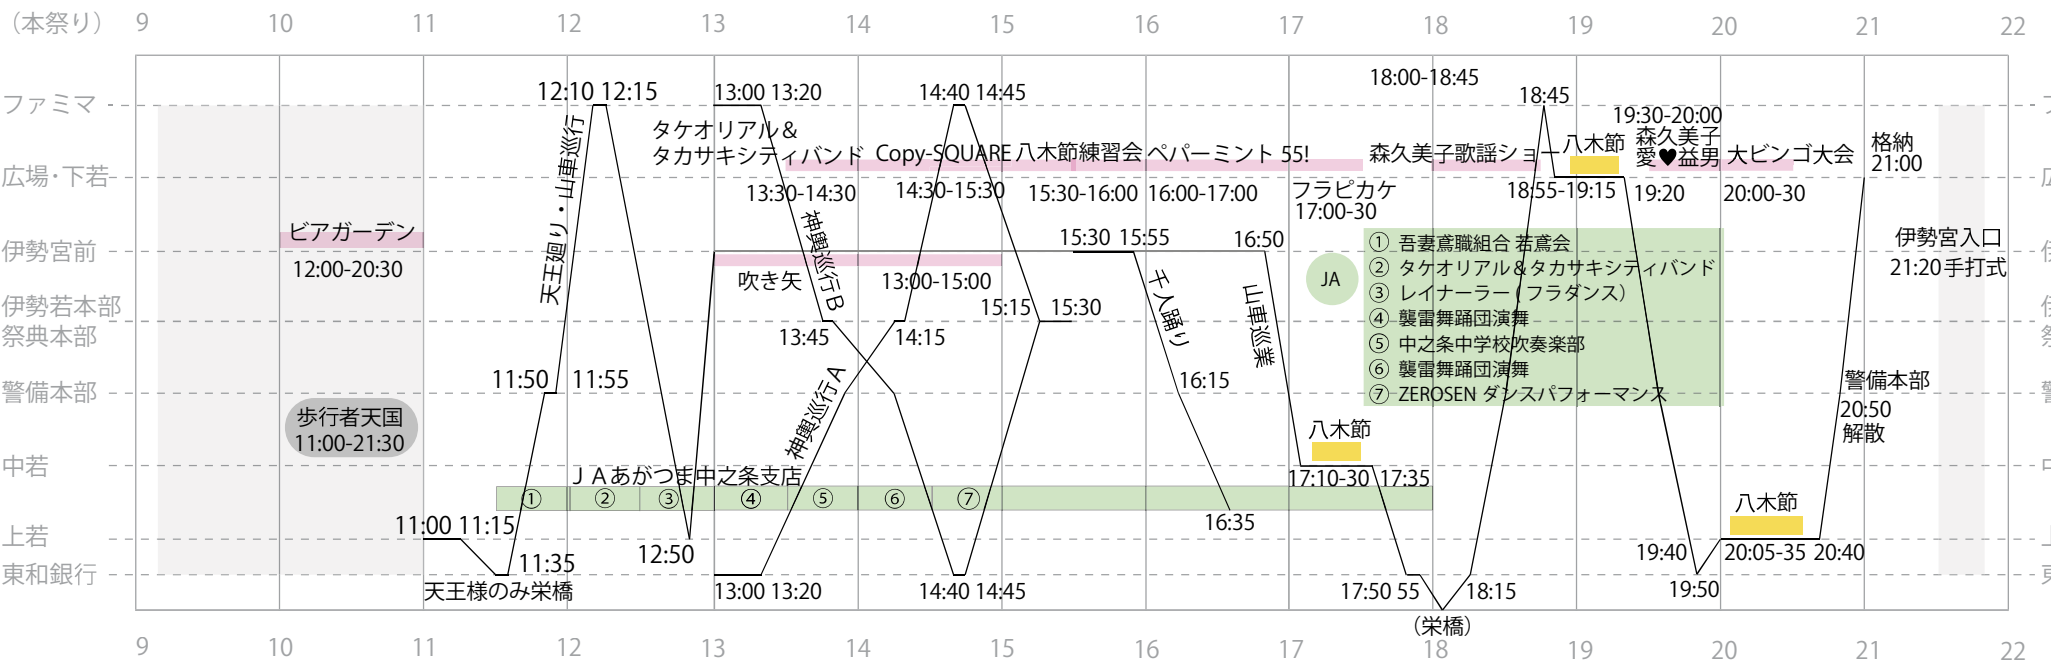 （本祭り） 9 10 11 12 13 14 15 16 17 18 19 20 21 22
ファミマ
広場・下若
伊勢宮前
伊勢若本部
祭典本部
警備本部
中若
上若
東和銀行
ビアガーデン
12:00-20:30
歩行者天国
11:00-21:30
11:00 11:15
11:35
天王様のみ栄橋
11:50 11:55
天王廻り・山車巡行
12:10 12:15
12:50
13:00 13:20
タケオリアル＆
タカサキシティバンド
13:30-14:30
神輿巡行B
吹き矢
13:00-15:00
13:45
14:15
神輿巡行A
13:00 13:20
14:40 14:45
Copy-SQUARE
14:30-15:30
14:40 14:45
15:15 15:30
八木節練習会
15:30-16:00
ペパーミント 55!
16:00-17:00
15:30 15:55
千人踊り
16:15
16:35
16:50
山車巡業
フラピカケ
17:00-30
JA
ＪＡあがつま中之条支店
① ② ③ ④ ⑤ ⑥ ⑦
① 吾妻鳶職組合 若鳶会
② タケオリアル＆タカサキシティバンド
③ レイナーラー ( フラダンス）
④ 襲雷舞踊団演舞
⑤ 中之条中学校吹奏楽部
⑥ 襲雷舞踊団演舞
⑦ ZEROSEN ダンスパフォーマンス
八木節
17:10-30 17:35
17:50 55
（栄橋）
18:15
18:00-18:45
森久美子歌謡ショー
18:45
八木節
18:55-19:15
19:20
19:30-20:00
森久美子
愛♥益男
大ビンゴ大会
20:00-30
19:40
19:50
八木節
20:05-35 20:40
警備本部
20:50
解散
格納
21:00
伊勢宮入口
21:20 手打式
9 10 11 12 13 14 15 16 17 18 19 20 21 22